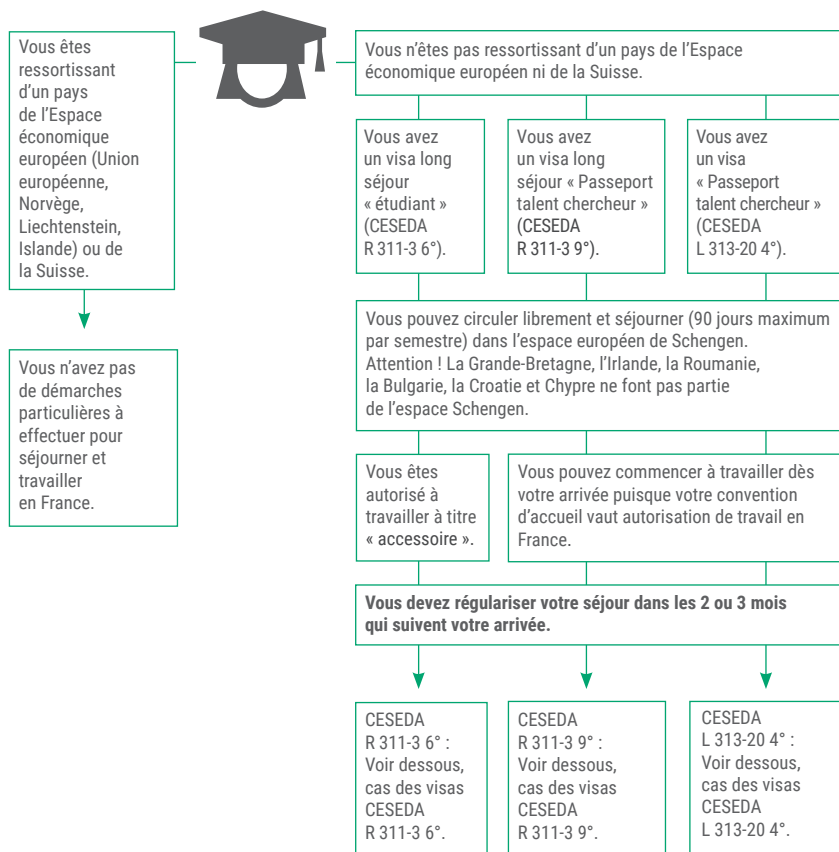 Vous êtes
ressortissant
d'un pays
de l'Espace
économique
européen (Union
européenne,
Norvège,
Liechtenstein,
Islande) ou de
la Suisse.
Vous n'avez pas
de démarches
particulières à
effectuer pour
séjourner et
travailler
en France.
Vous n'êtes pas ressortissant d'un pays de l'Espace
économique européen ni de la Suisse.
Vous avez
un visa long
séjour
« étudiant »
(CESEDA
R 311-3 6°).
Vous avez
un visa long
séjour « Passeport
talent chercheur »
(CESEDA
R 311-3 9°).
Vous avez
un visa
« Passeport
talent chercheur »
(CESEDA
L 313-20 4°).
Vous pouvez circuler librement et séjourner (90 jours maximum
par semestre) dans l'espace européen de Schengen.
Attention ! La Grande-Bretagne, l'Irlande, la Roumanie,
la Bulgarie, la Croatie et Chypre ne font pas partie
de l'espace Schengen.
Vous êtes
autorisé à
travailler à titre
« accessoire ».
Vous pouvez commencer à travailler dès
votre arrivée puisque votre convention
d'accueil vaut autorisation de travail en
France.
Vous devez régulariser votre séjour dans les 2 ou 3 mois
qui suivent votre arrivée.
CESEDA
R 311-3 6° :
Voir dessous,
cas des visas
CESEDA
R 311-3 6°.
CESEDA
R 311-3 9° :
Voir dessous,
cas des visas
CESEDA
R 311-3 9°.
CESEDA
L 313-20 4° :
Voir dessous,
cas des visas
CESEDA
L 313-20 4°.